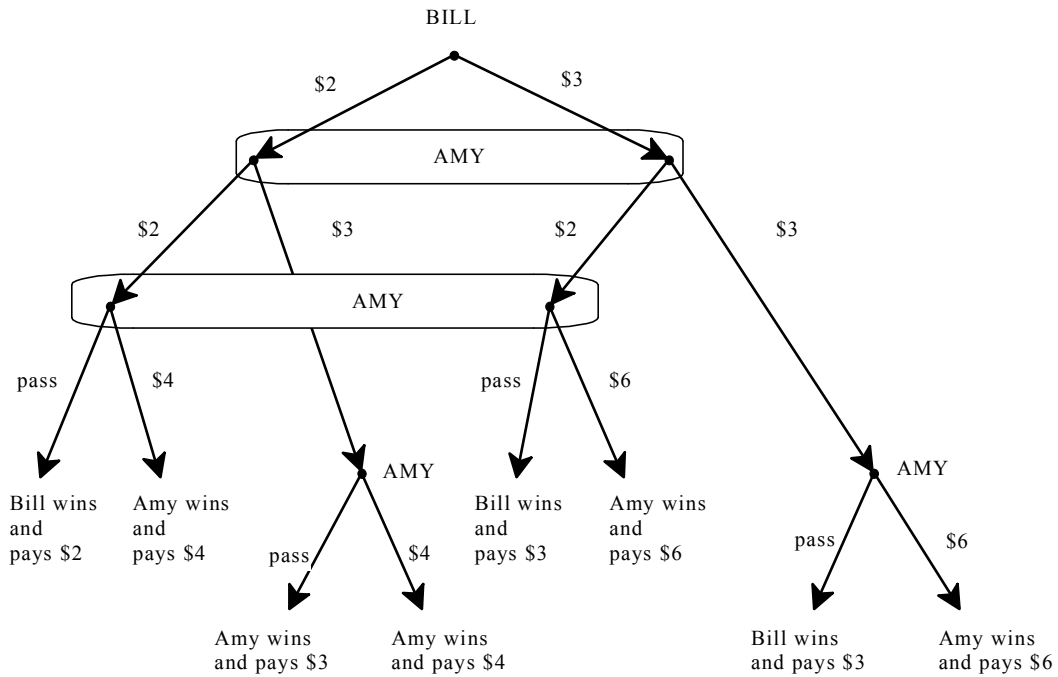 BILL
$2
$3
AMY
$2
$3
$2
$3
AMY
pass
$4
pass
$6
AMY
AMY
Bill wins
and
pays $2
Amy wins
and
pays $4
Bill wins
and
pays $3
Amy wins
and
pays $6
pass
$4
pass
$6
Amy wins
and pays $3
Amy wins
and pays $4
Bill wins
and pays $3
Amy wins
and pays $6